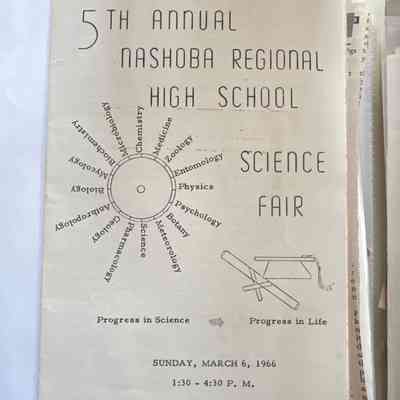 5TH ANNUAL
NASHOBA REGIONAL
HIGH SCHOOL
SCIENCE
FAIR
Chemistry
Medicine
Zoology
Entomology
Physics
Psychology
Botany
Meteorology
Science
Pharmacology
Geology
Anthropology
Biology
Mycology
Biochemistry
Microbiology
Progress in Science
Progress in Life
SUNDAY, MARCH 6, 1966
1:30 - 4:30 P. M.